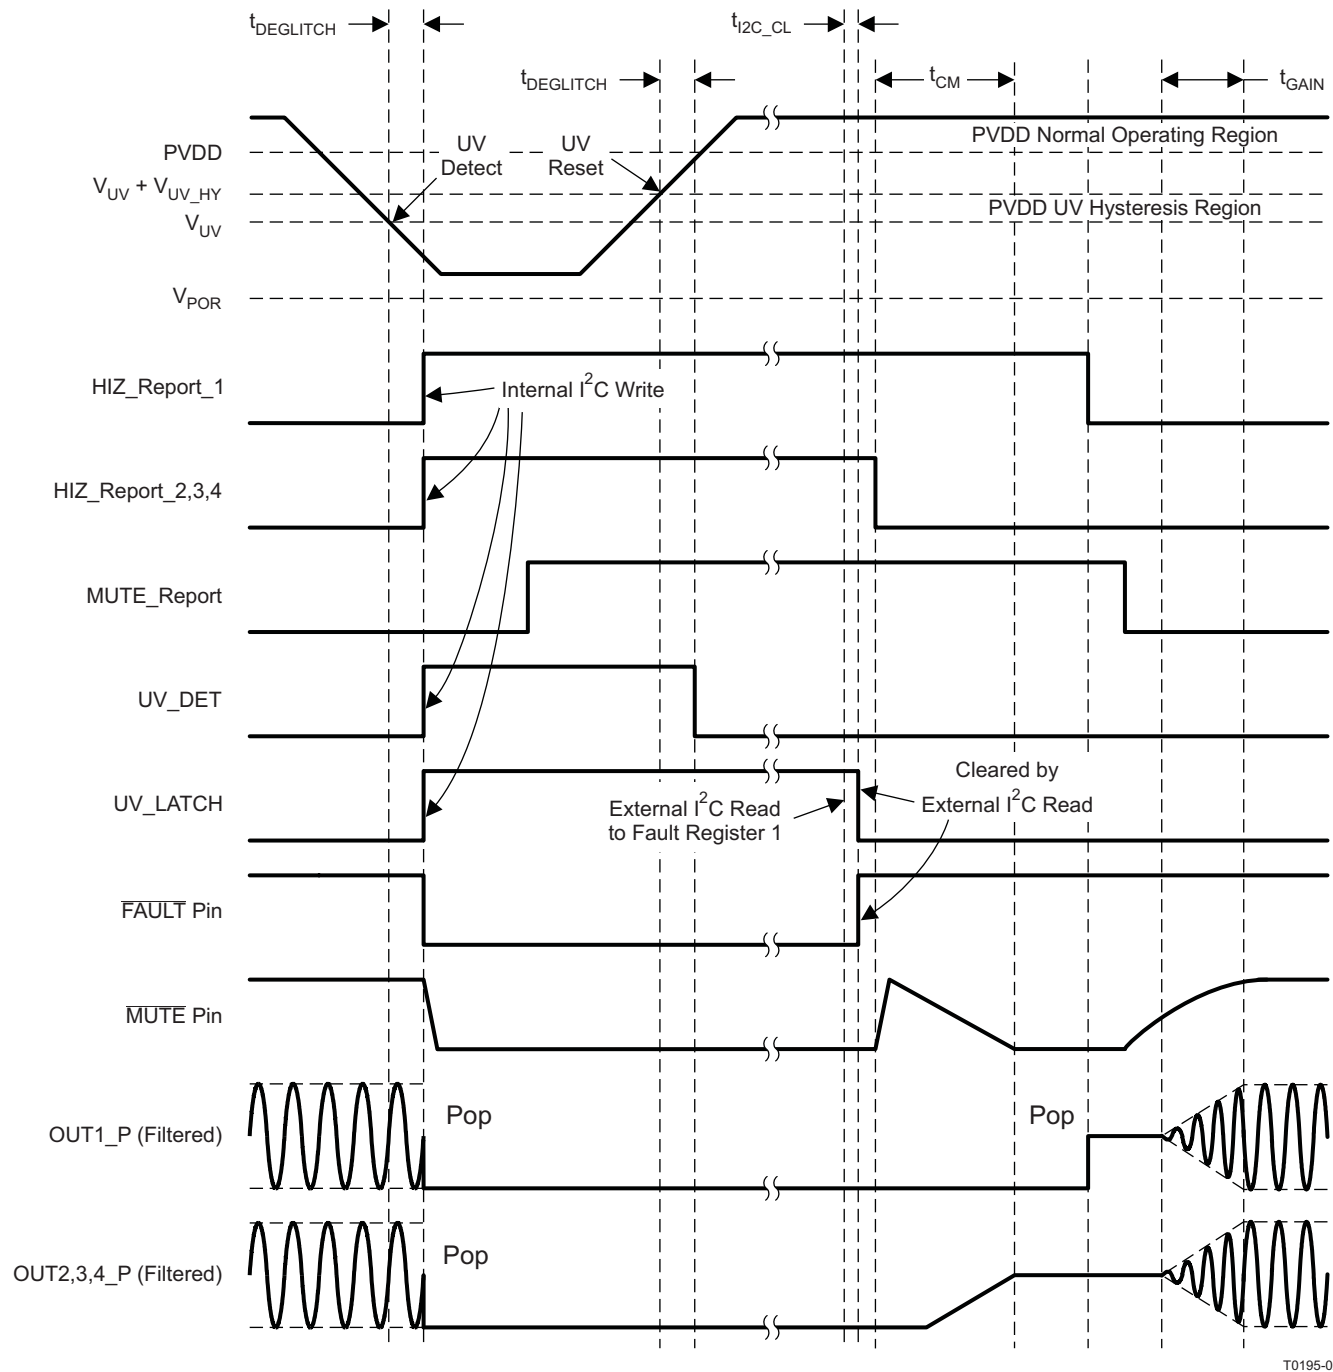 tDEGLITCH
tI2C_CL
tDEGLITCH
tCM
tGAIN
PVDD Normal Operating Region
PVDD
UV
Detect
UV
Reset
VUV + VUV_HY
PVDD UV Hysteresis Region
VUV
VPOR
HIZ_Report_1
Internal I2C Write
HIZ_Report_2,3,4
MUTE_Report
UV_DET
Cleared by
External I2C Read
UV_LATCH
External I2C Read
to Fault Register 1
FAULT Pin
MUTE Pin
Pop
Pop
OUT1_P (Filtered)
Pop
OUT2,3,4_P (Filtered)
T0195-0